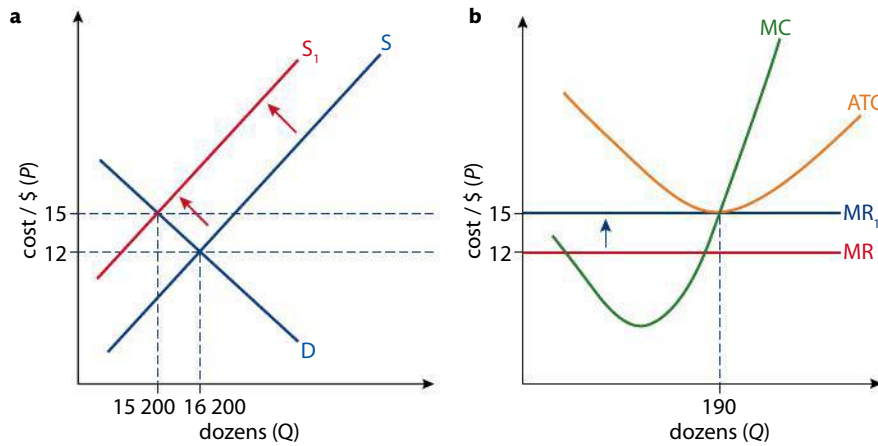 a
S₁
S
cost / $ (P)
15
12
D
15 200
16 200
dozens (Q)
b
MC
ATC
cost / $ (P)
15
12
MR₁
MR
190
dozens (Q)